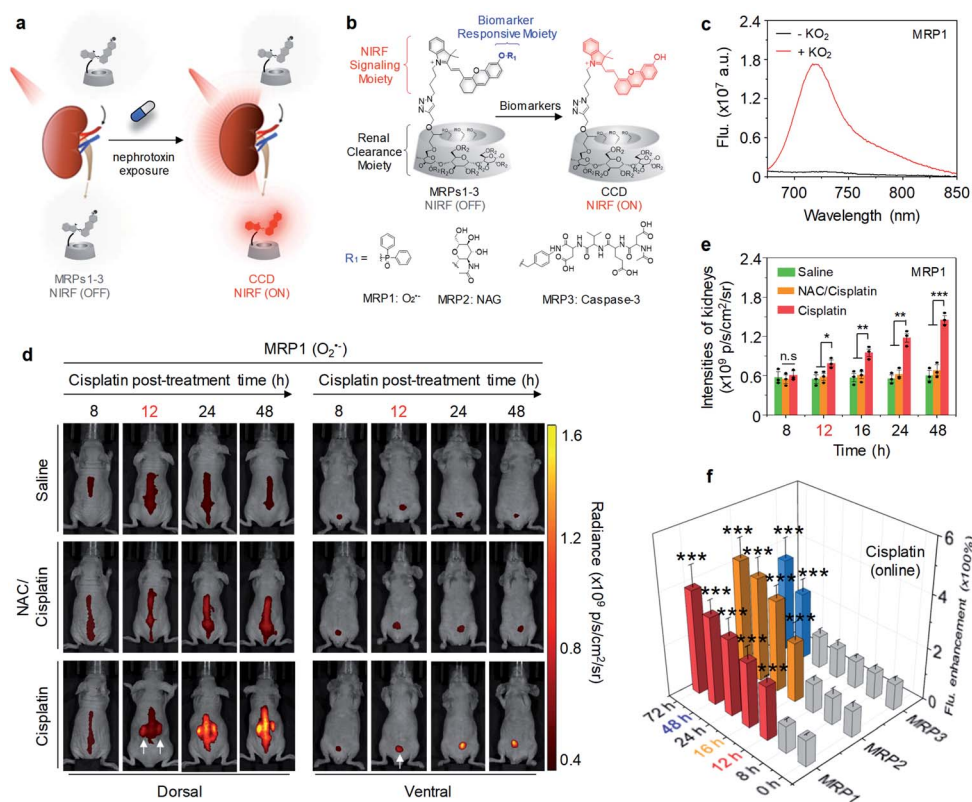 a
nephrotoxin
exposure
MRPs1-3
NIRF (OFF)
CCD
NIRF (ON)
b
Biomarker
Responsive Moiety
NIRF
Signaling
Moiety
O-R₁
OH
Biomarkers
Renal
Clearance
Moiety
MRPs1-3
NIRF (OFF)
CCD
NIRF (ON)
R₁ =
MRP1: O₂•−
MRP2: NAG
MRP3: Caspase-3
c
- KO₂
+ KO₂
MRP1
Flu. (x10⁷ a.u.)
2.4
1.8
1.2
0.6
0
700 750 800 850
Wavelength (nm)
d
MRP1 (O₂•-)
Cisplatin post-treatment time (h)
Cisplatin post-treatment time (h)
8 12 24 48
8 12 24 48
Saline
NAC/
Cisplatin
Cisplatin
Dorsal
Ventral
1.6
1.2
0.8
0.4
Radiance (x10⁹ p/s/cm²/sr)
e
Saline
NAC/Cisplatin
Cisplatin
MRP1
Intensities of kidneys
(x10⁹ p/s/cm²/sr)
2.4
1.8
1.2
0.6
0
n.s
*
**
**
***
8 12 16 24 48
Time (h)
f
Cisplatin
(online)
Flu. enhancement (x100%)
6
4
2
0
***
***
***
***
***
***
***
***
***
***
***
72 h
48 h
24 h
16 h
12 h
8 h
0 h
MRP1
MRP2
MRP3